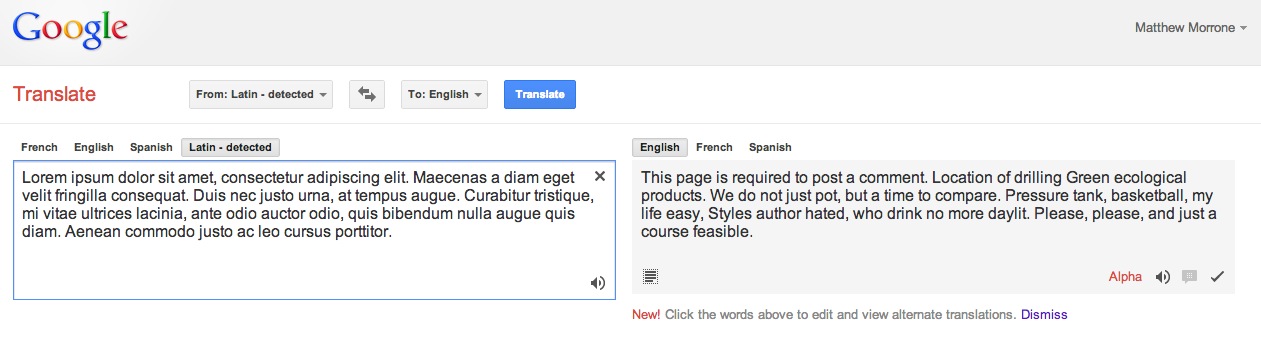 Google
Matthew Morrone
Translate
From: Latin - detected
To: English
Translate
French English Spanish Latin - detected
Lorem ipsum dolor sit amet, consectetur adipiscing elit. Maecenas a diam eget
velit fringilla consequat. Duis nec justo urna, at tempus augue. Curabitur tristique,
mi vitae ultrices lacinia, ante odio auctor odio, quis bibendum nulla augue quis
diam. Aenean commodo justo ac leo cursus porttitor.
English French Spanish
This page is required to post a comment. Location of drilling Green ecological
products. We do not just pot, but a time to compare. Pressure tank, basketball, my
life easy, Styles author hated, who drink no more daylit. Please, please, and just a
course feasible.
Alpha
New! Click the words above to edit and view alternate translations. Dismiss